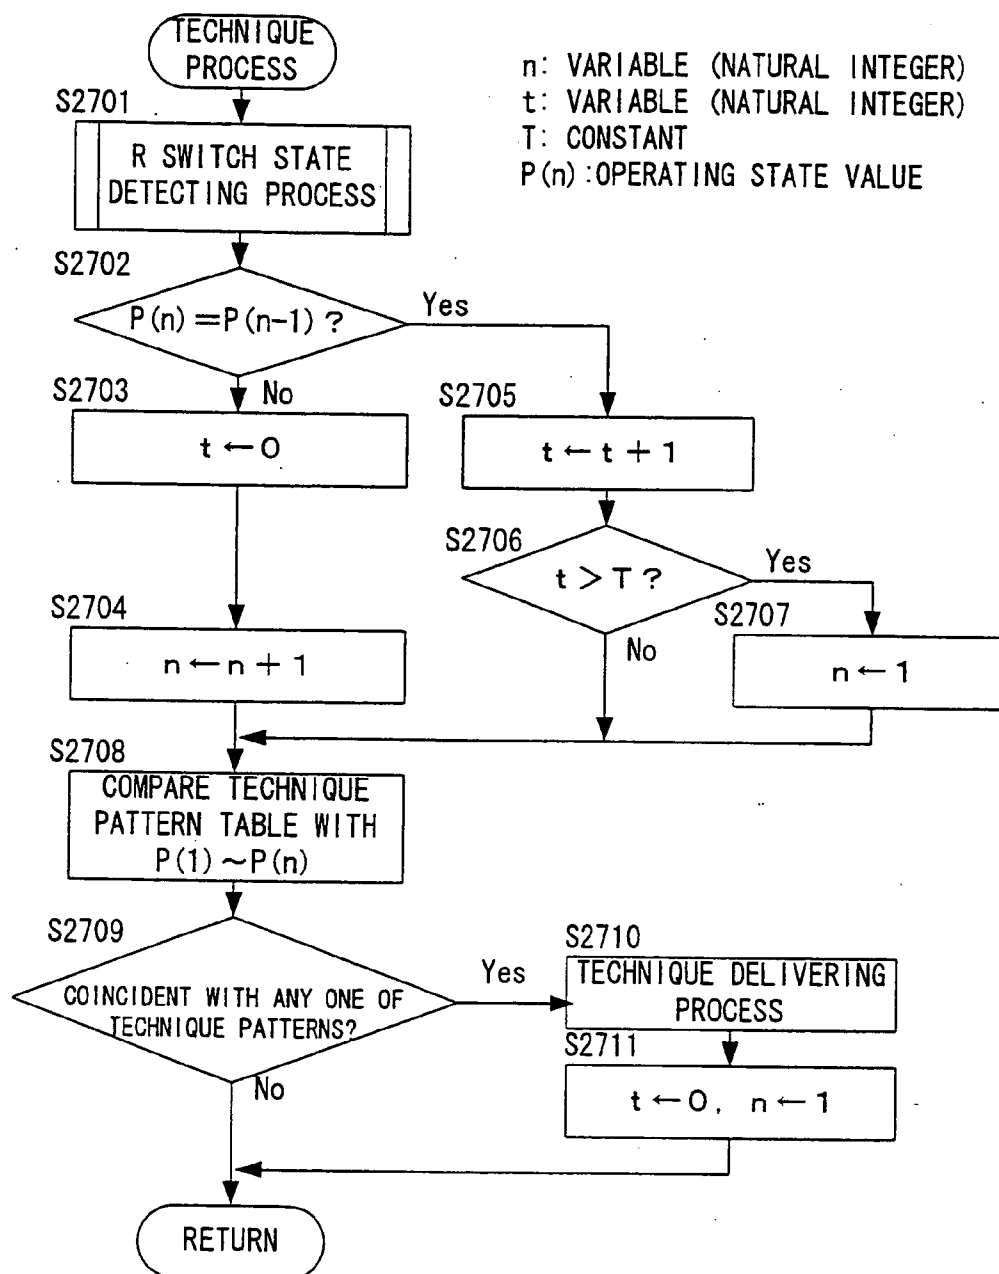 TECHNIQUE
PROCESS
n: VARIABLE (NATURAL INTEGER)
t: VARIABLE (NATURAL INTEGER)
T: CONSTANT
P(n):OPERATING STATE VALUE
S2701
R SWITCH STATE
DETECTING PROCESS
S2702
P(n)=P(n-1)?
Yes
No
S2703
t←0
S2705
t←t+1
S2706
t>T?
Yes
No
S2704
n←n+1
S2707
n←1
S2708
COMPARE TECHNIQUE
PATTERN TABLE WITH
P(1)~P(n)
S2709
COINCIDENT WITH ANY ONE OF
TECHNIQUE PATTERNS?
Yes
No
S2710
TECHNIQUE DELIVERING
PROCESS
S2711
t←0, n←1
RETURN